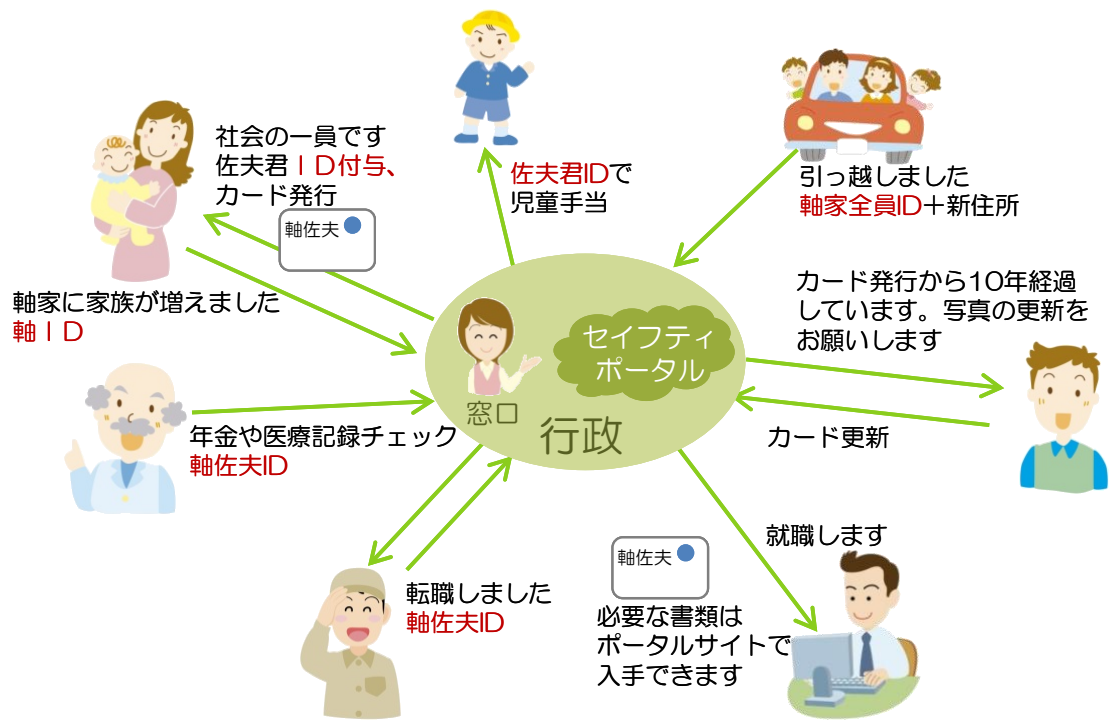 社会の一員です
佐夫君ＩＤ付与、
カード発行
軸佐夫
軸家に家族が増えました
軸ＩＤ
佐夫君IDで
児童手当
引っ越しました
軸家全員ID＋新住所
カード発行から10年経過
しています。写真の更新を
お願いします
セイフティ
ポータル
窓口
行政
年金や医療記録チェック
軸佐夫ID
カード更新
転職しました
軸佐夫ID
就職します
軸佐夫
必要な書類は
ポータルサイトで
入手できます